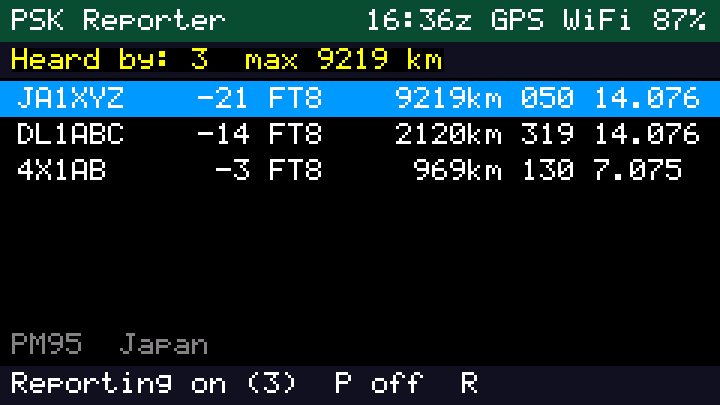 PSK Reporter 16:36z GPS WiFi 87%
Heard by: 3 max 9219 km
JA1XYZ -21 FT8 9219km 050 14.076
DL1ABC -14 FT8 2120km 319 14.076
4X1AB -3 FT8 969km 130 7.075
PM95 Japan
Reporting on (3) P off R